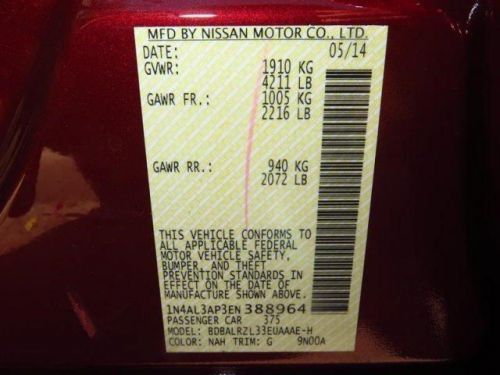 MFD BY NISSAN MOTOR CO., LTD.
DATE: 05/14
GVWR: 1910 KG
4211 LB
GAWR FR.: 1005 KG
2216 LB
GAWR RR.: 940 KG
2072 LB
THIS VEHICLE CONFORMS TO
ALL APPLICABLE FEDERAL
MOTOR VEHICLE SAFETY,
BUMPER, AND THEFT
PREVENTION STANDARDS IN
EFFECT ON THE DATE OF
MANUFACTURE SHOWN ABOVE.
1N4AL3AP3EN388964
PASSENGER CAR 375
MODEL: BDBALRZL33EUAAAE-H
COLOR: NAH TRIM: G 9N00A